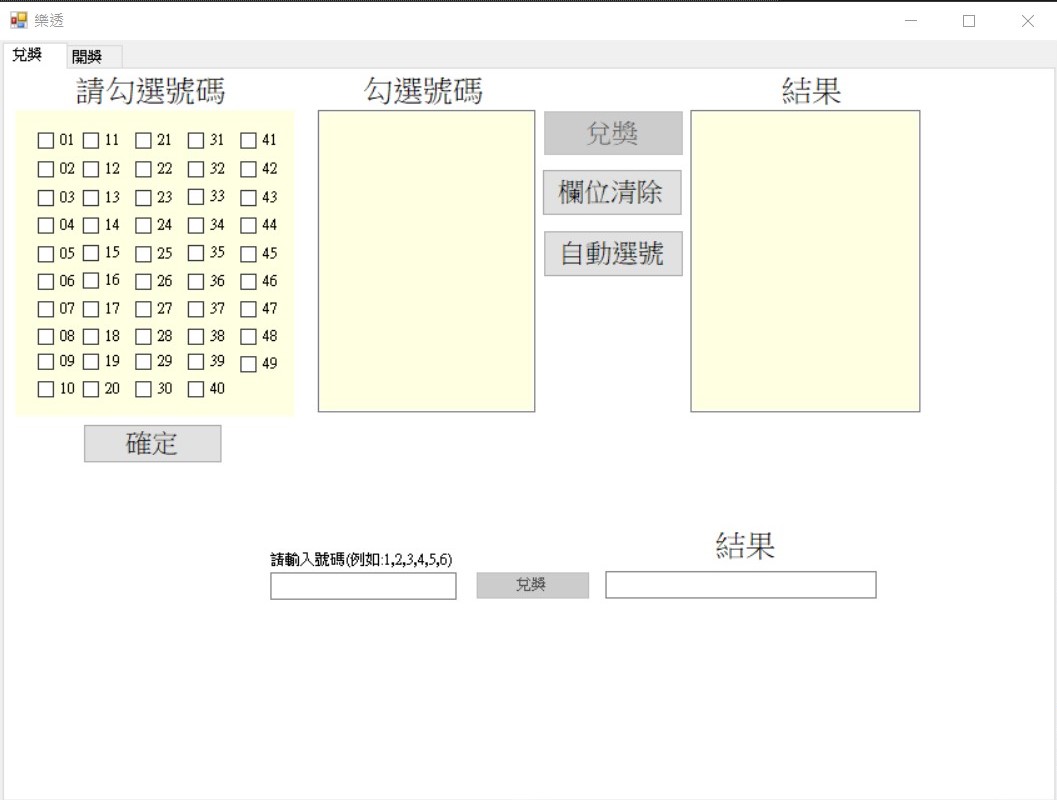 樂透
兌獎 開獎
請勾選號碼 勾選號碼 結果
01 11 21 31 41
02 12 22 32 42
03 13 23 33 43
04 14 24 34 44
05 15 25 35 45
06 16 26 36 46
07 17 27 37 47
08 18 28 38 48
09 19 29 39 49
10 20 30 40
兌獎
欄位清除
自動選號
確定
結果
請輸入號碼(例如:1,2,3,4,5,6)
兌獎